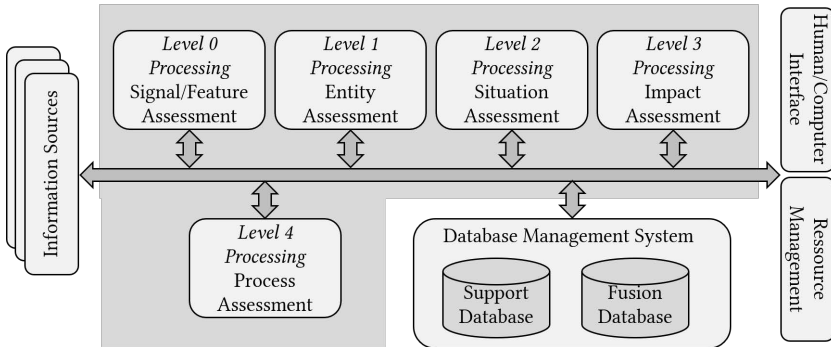 Information Sources
Level 0
Processing
Signal/Feature
Assessment
Level 1
Processing
Entity
Assessment
Level 2
Processing
Situation
Assessment
Level 3
Processing
Impact
Assessment
Human/Computer
Interface
Level 4
Processing
Process
Assessment
Database Management System
Support
Database
Fusion
Database
Ressource
Management